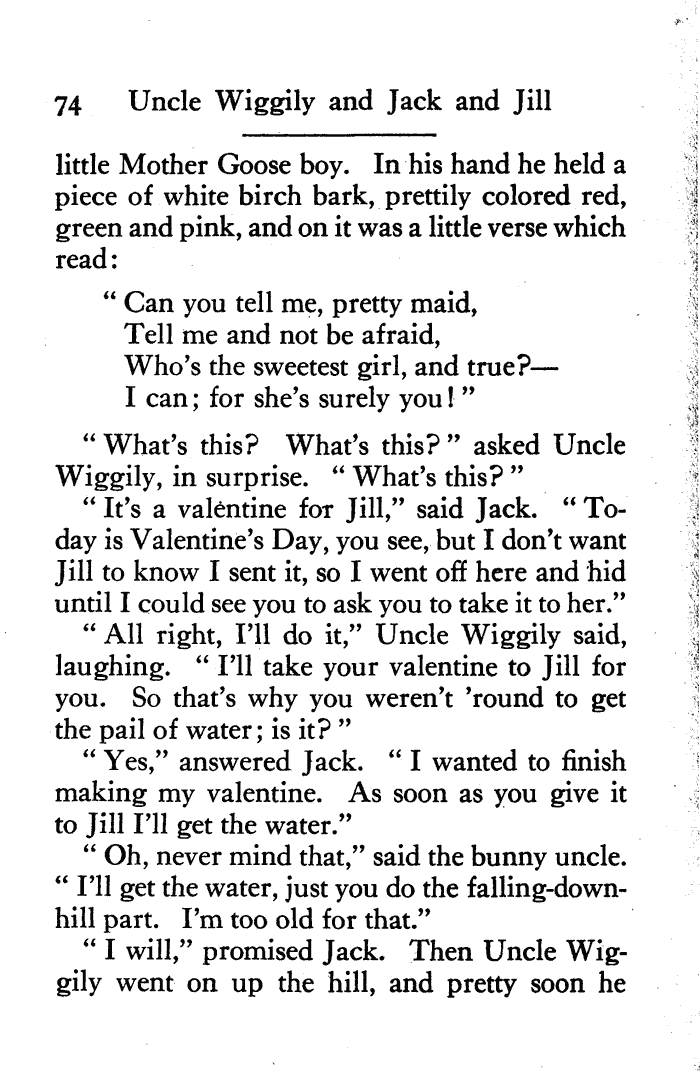 74 Uncle Wiggily and Jack and Jill
little Mother Goose boy. In his hand he held a
piece of white birch bark, prettily colored red,
green and pink, and on it was a little verse which
read:
“ Can you tell me, pretty maid,
Tell me and not be afraid,
Who’s the sweetest girl, and true?—
I can; for she’s surely you! ”
“ What’s this? What’s this? ” asked Uncle
Wiggily, in surprise. “ What’s this? ”
“ It’s a valentine for Jill,” said Jack. “ To-
day is Valentine’s Day, you see, but I don’t want
Jill to know I sent it, so I went off here and hid
until I could see you to ask you to take it to her.”
“ All right, I’ll do it,” Uncle Wiggily said,
laughing. “ I’ll take your valentine to Jill for
you. So that’s why you weren’t ’round to get
the pail of water; is it? ”
“ Yes,” answered Jack. “ I wanted to finish
making my valentine. As soon as you give it
to Jill I’ll get the water.”
“ Oh, never mind that,” said the bunny uncle.
“ I’ll get the water, just you do the falling-down-
hill part. I’m too old for that.”
“ I will,” promised Jack. Then Uncle Wig-
gily went on up the hill, and pretty soon he